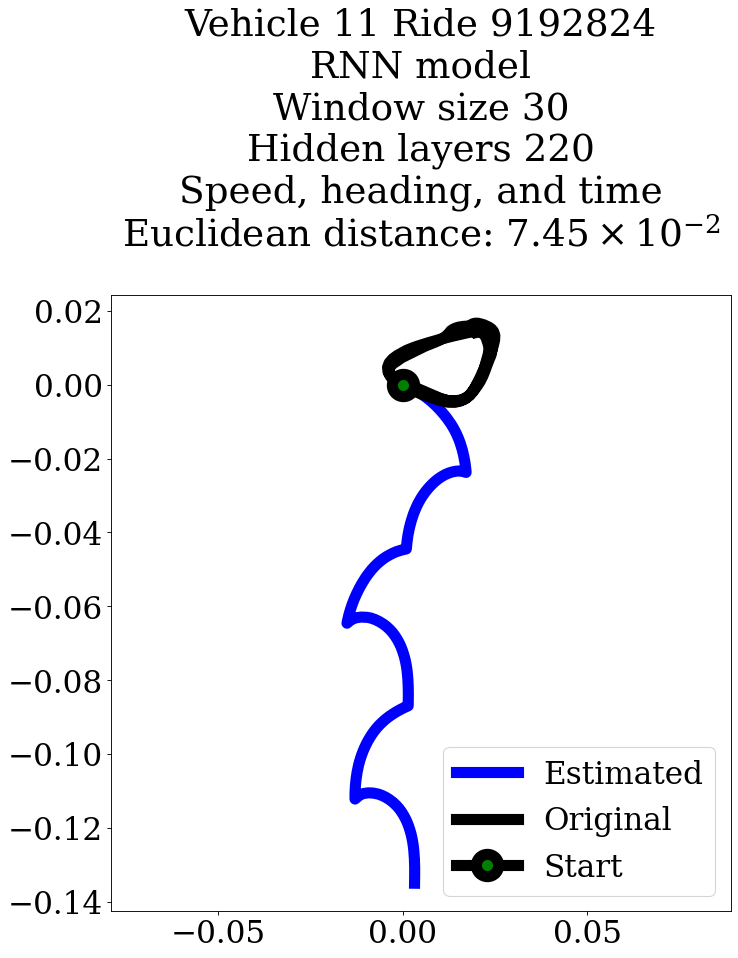 Vehicle 11 Ride 9192824
RNN model
Window size 30
Hidden layers 220
Speed, heading, and time
Euclidean distance: 7.45 × 10⁻²
0.02
0.00
−0.02
−0.04
−0.06
−0.08
−0.10
−0.12
−0.14
−0.05 0.00 0.05
Estimated
Original
Start